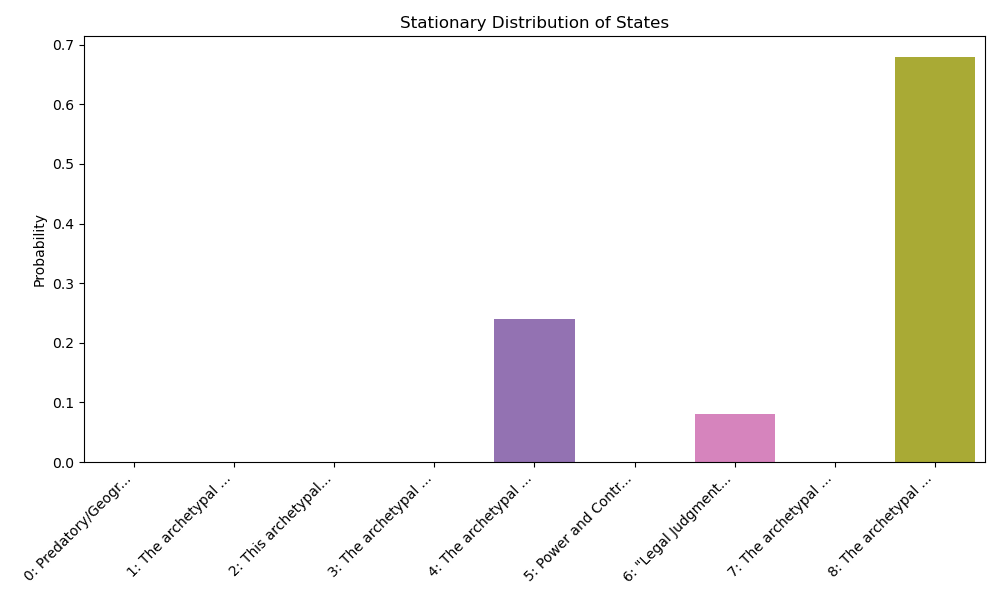 Stationary Distribution of States
Probability
0.7
0.6
0.5
0.4
0.3
0.2
0.1
0.0
0: Predatory/Geogr...
1: The archetypal ...
2: This archetypal...
3: The archetypal ...
4: The archetypal ...
5: Power and Contr...
6: "Legal Judgment...
7: The archetypal ...
8: The archetypal ...